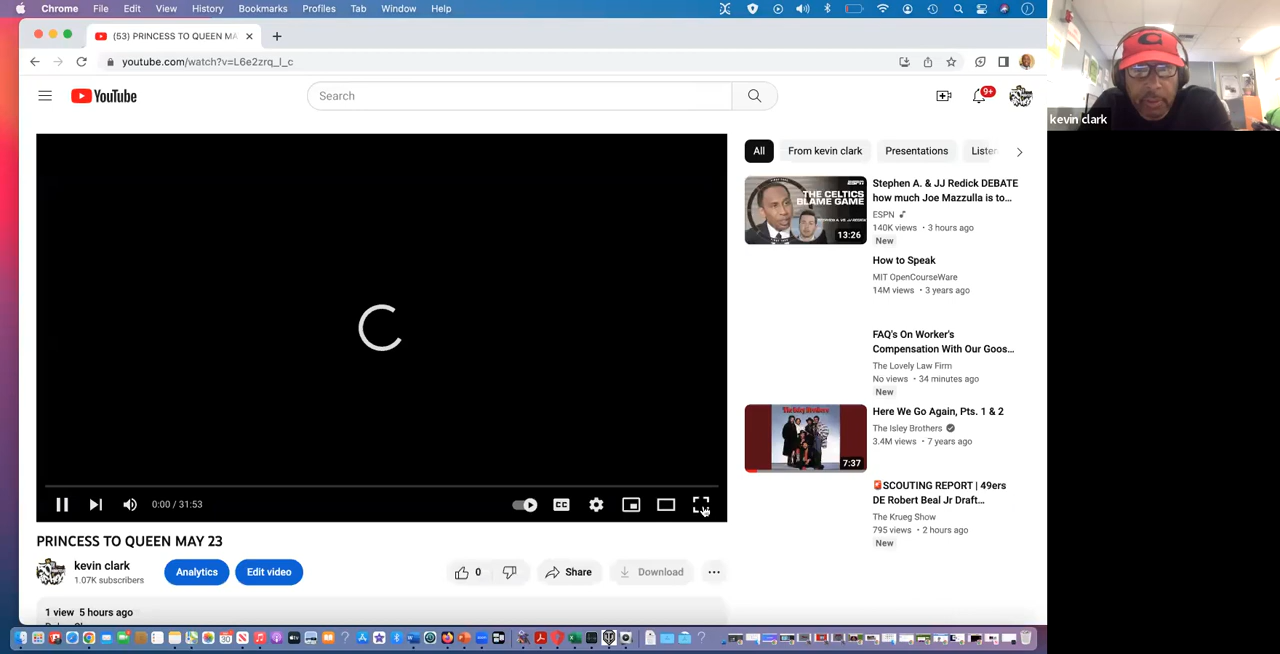 Chrome File Edit View History Bookmarks Profiles Tab Window Help
(53) PRINCESS TO QUEEN MA
youtube.com/watch?v=L6e2zrq_l_c
YouTube
Search
9+
kevin clark
All From kevin clark Presentations Listen
THE CELTICS
BLAME GAME
13:26
Stephen A. & JJ Redick DEBATE
how much Joe Mazzulla is to...
ESPN
140K views • 3 hours ago
New
How to Speak
MIT OpenCourseWare
14M views • 3 years ago
FAQ's On Worker's
Compensation With Our Goos...
The Lovely Law Firm
No views • 34 minutes ago
New
The Isley Brothers
7:37
Here We Go Again, Pts. 1 & 2
The Isley Brothers
3.4M views • 7 years ago
🚨SCOUTING REPORT | 49ers
DE Robert Beal Jr Draft...
The Krueg Show
795 views • 2 hours ago
New
0:00 / 31:53
PRINCESS TO QUEEN MAY 23
kevin clark
1.07K subscribers
Analytics Edit video 0 Share Download
1 view 5 hours ago